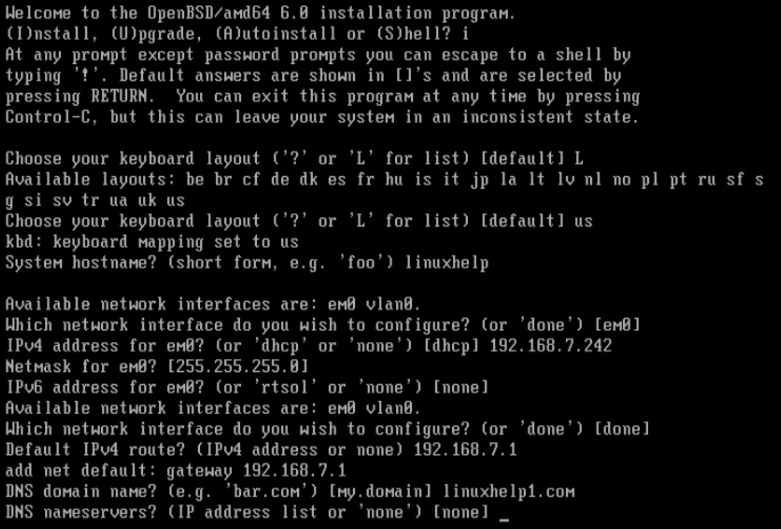 Welcome to the OpenBSD/amd64 6.0 installation program.
(I)nstall, (U)pgrade, (A)utoinstall or (S)hell? i
At any prompt except password prompts you can escape to a shell by
typing '!'. Default answers are shown in []'s and are selected by
pressing RETURN.  You can exit this program at any time by pressing
Control-C, but this can leave your system in an inconsistent state.

Choose your keyboard layout ('?' or 'L' for list) [default] L
Available layouts: be br cf de dk es fr hu is it jp la lt lv nl no pl pt ru sf s
g si sv tr ua uk us
Choose your keyboard layout ('?' or 'L' for list) [default] us
kbd: keyboard mapping set to us
System hostname? (short form, e.g. 'foo') linuxhelp

Available network interfaces are: em0 vlan0.
Which network interface do you wish to configure? (or 'done') [em0]
IPv4 address for em0? (or 'dhcp' or 'none') [dhcp] 192.168.7.242
Netmask for em0? [255.255.255.0]
IPv6 address for em0? (or 'rtsol' or 'none') [none]
Available network interfaces are: em0 vlan0.
Which network interface do you wish to configure? (or 'done') [done]
Default IPv4 route? (IPv4 address or none) 192.168.7.1
add net default: gateway 192.168.7.1
DNS domain name? (e.g. 'bar.com') [my.domain] linuxhelp1.com
DNS nameservers? (IP address list or 'none') [none] _